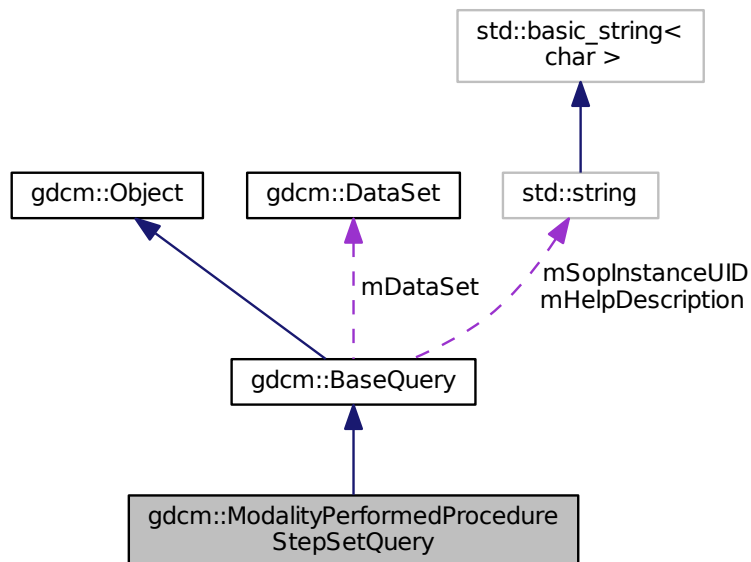 std::basic_string<
char >
gdcm::Object
gdcm::DataSet
std::string
mDataSet
mSopInstanceUID
mHelpDescription
gdcm::BaseQuery
gdcm::ModalityPerformedProcedure
StepSetQuery